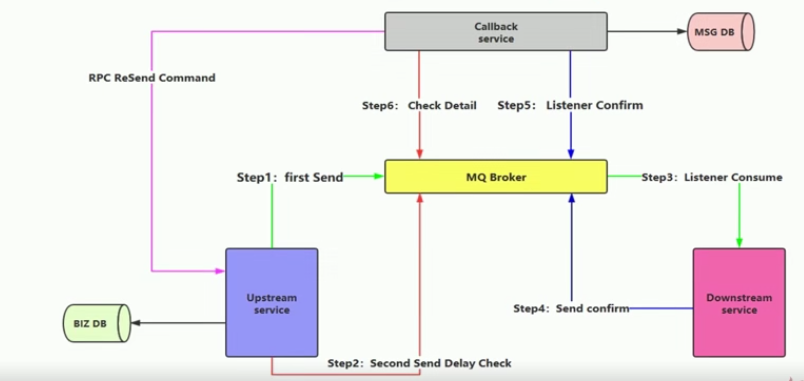 Callback
service
MSG DB
RPC ReSend Command
Step6： Check Detail
Step5： Listener Confirm
Step1：first Send
MQ Broker
Step3：Listener Consume
Upstream
service
Downstream
service
Step4：Send confirm
BIZ DB
Step2：Second Send Delay Check